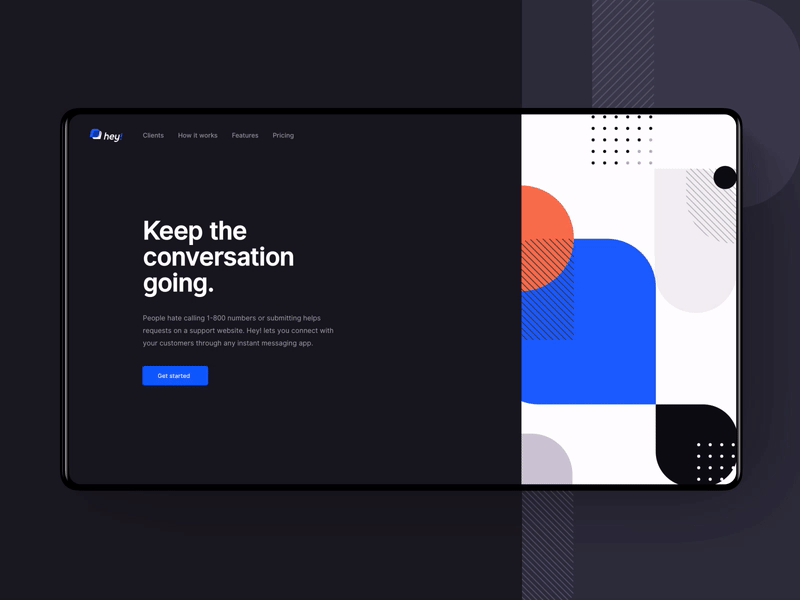 hey!
Clients How it works Features Pricing
Keep the
conversation
going.
People hate calling 1-800 numbers or submitting helps
requests on a support website. Hey! lets you connect with
your customers through any instant messaging app.
Get started